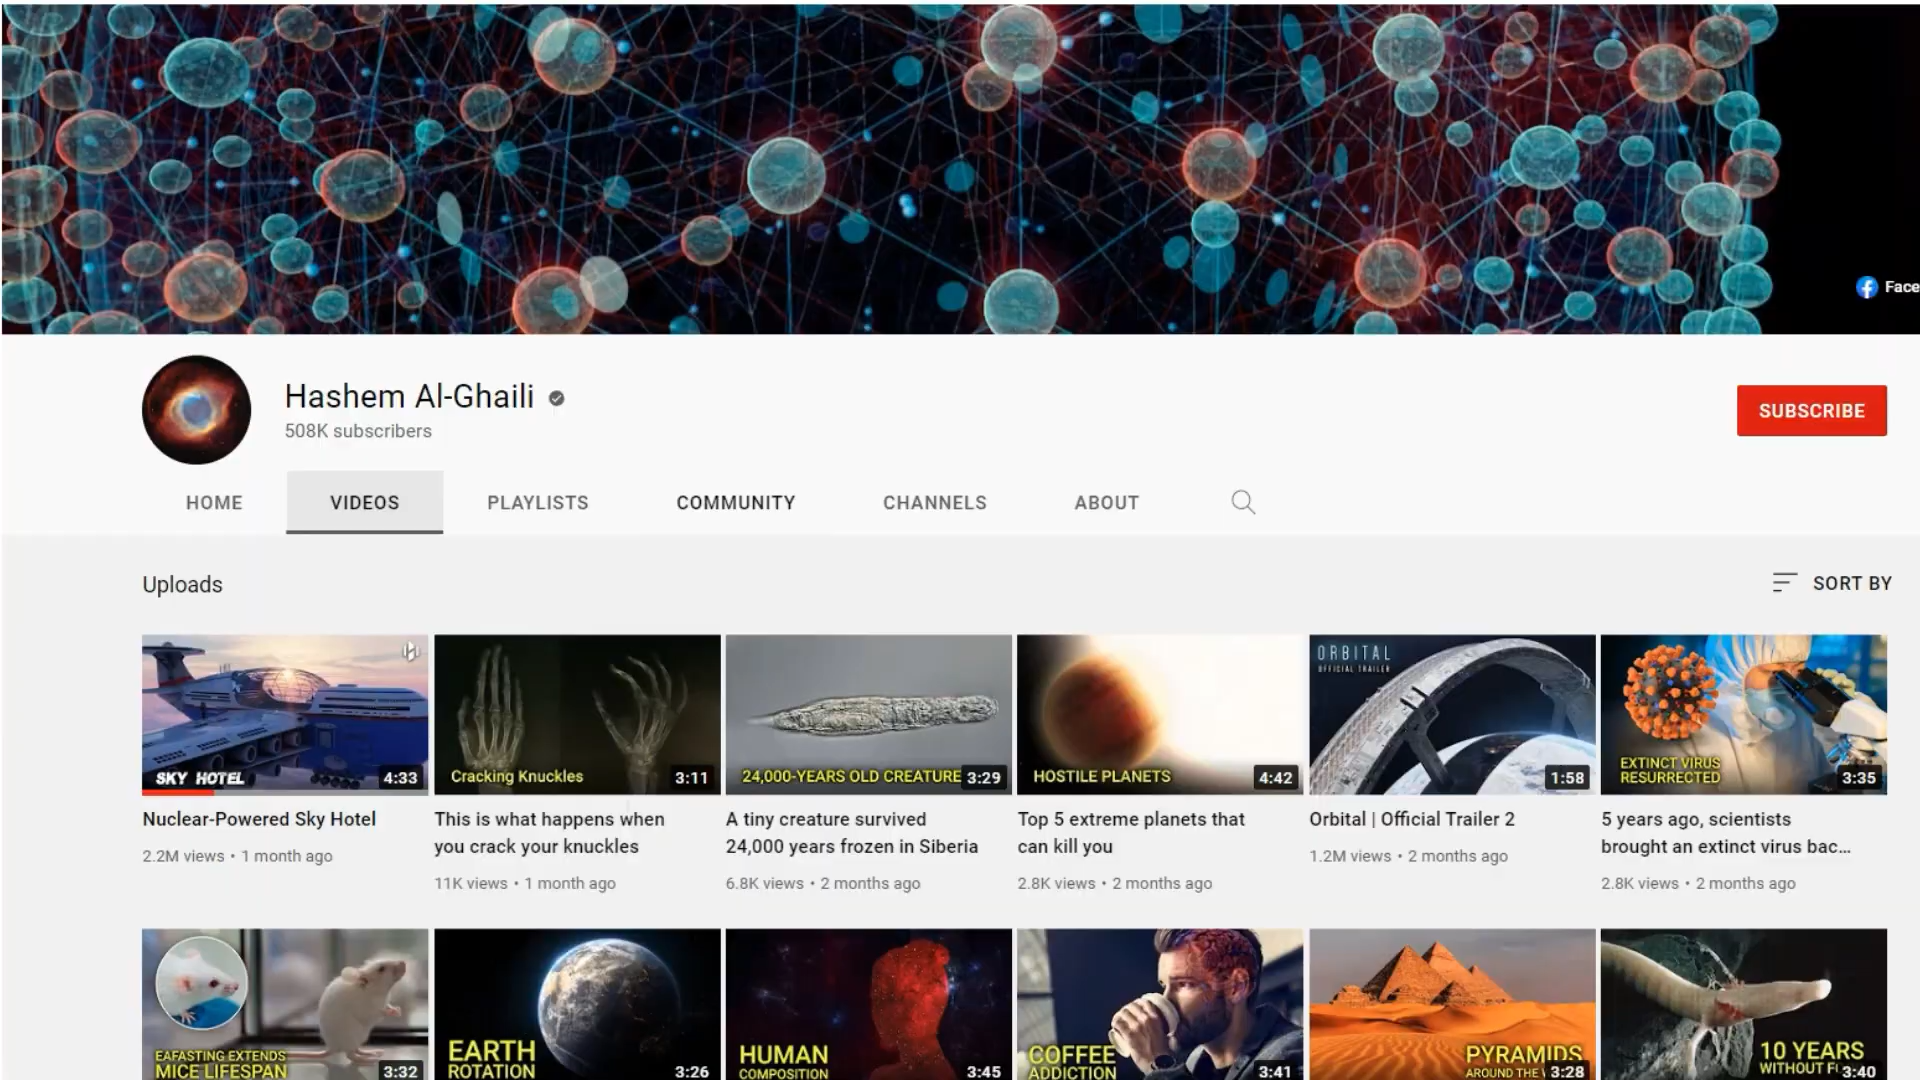 Face
Hashem Al-Ghaili
508K subscribers
SUBSCRIBE
HOME
VIDEOS
PLAYLISTS
COMMUNITY
CHANNELS
ABOUT
Uploads
SORT BY
SKY HOTEL
4:33
Cracking Knuckles
3:11
24,000-YEARS OLD CREATURE
3:29
HOSTILE PLANETS
4:42
ORBITAL
OFFICIAL TRAILER
1:58
EXTINCT VIRUS
RESURRECTED
3:35
Nuclear-Powered Sky Hotel
2.2M views • 1 month ago
This is what happens when
you crack your knuckles
11K views • 1 month ago
A tiny creature survived
24,000 years frozen in Siberia
6.8K views • 2 months ago
Top 5 extreme planets that
can kill you
2.8K views • 2 months ago
Orbital | Official Trailer 2
1.2M views • 2 months ago
5 years ago, scientists
brought an extinct virus bac...
2.8K views • 2 months ago
EAFASTING EXTENDS
MICE LIFESPAN
3:32
EARTH
ROTATION
3:26
HUMAN
COMPOSITION
3:45
COFFEE
ADDICTION
3:41
PYRAMIDS
AROUND THE
3:28
10 YEARS
WITHOUT
3:40